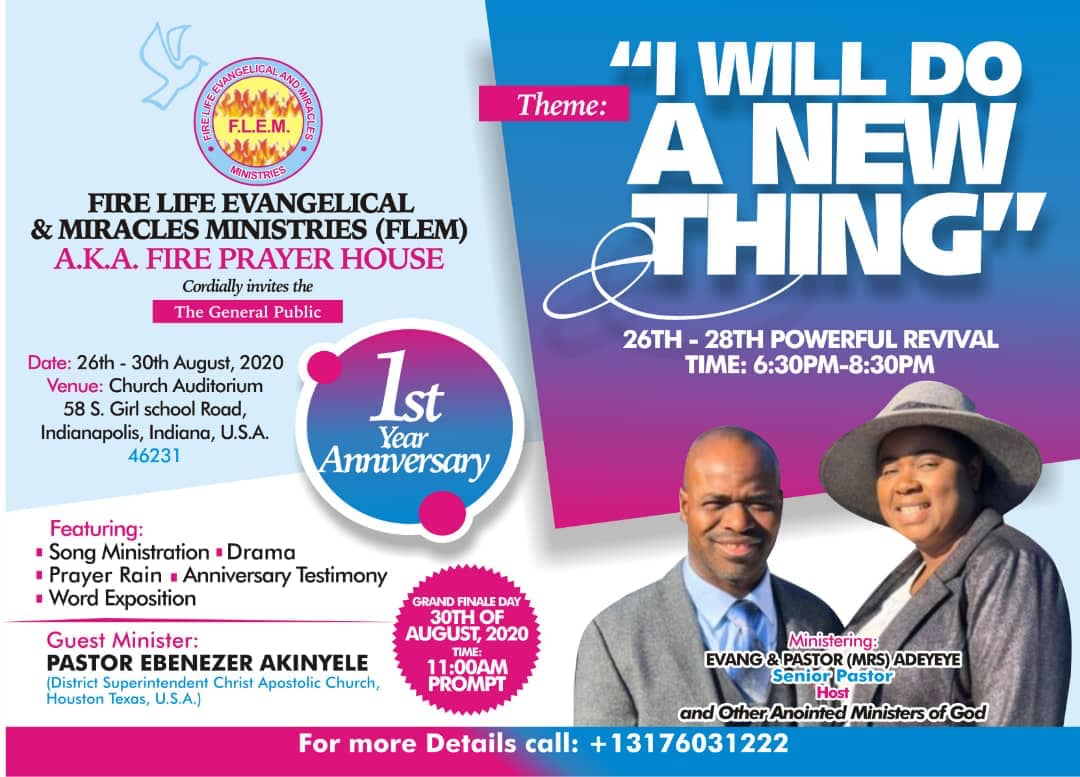 FIRE LIFE EVANGELICAL AND MIRACLES
F.L.E.M.
MINISTRIES
FIRE LIFE EVANGELICAL
& MIRACLES MINISTRIES (FLEM)
A.K.A. FIRE PRAYER HOUSE
Cordially invites the
The General Public
Date: 26th - 30th August, 2020
Venue: Church Auditorium
58 S. Girl school Road,
Indianapolis, Indiana, U.S.A.
46231
1st
Year
Anniversary
Featuring:
▪ Song Ministration ▪ Drama
▪ Prayer Rain ▪ Anniversary Testimony
▪ Word Exposition
Guest Minister:
PASTOR EBENEZER AKINYELE
(District Superintendent Christ Apostolic Church,
Houston Texas, U.S.A.)
GRAND FINALE DAY
30TH OF
AUGUST, 2020
TIME:
11:00AM
PROMPT
Theme:
"I WILL DO
A NEW
THING"
26TH - 28TH POWERFUL REVIVAL
TIME: 6:30PM-8:30PM
Ministering:
EVANG & PASTOR (MRS) ADEYEYE
Senior Pastor
Host
and Other Anointed Ministers of God
For more Details call: +13176031222